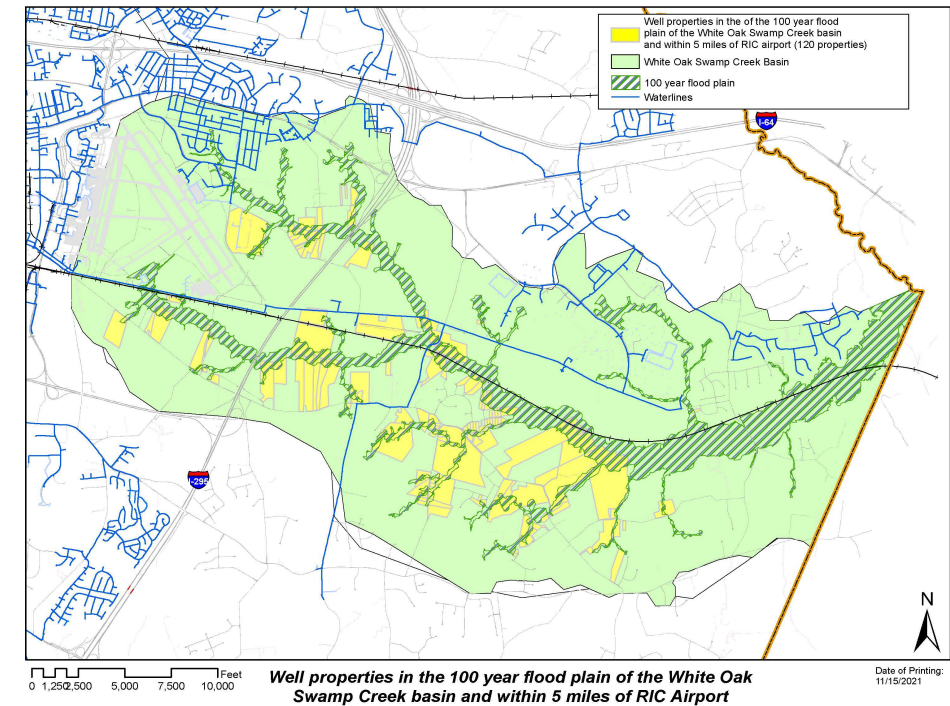 Well properties in the of the 100 year flood
plain of the White Oak Swamp Creek basin
and within 5 miles of RIC airport (120 properties)
White Oak Swamp Creek Basin
100 year flood plain
Waterlines
I-64
I-295
N
Feet
0 1,250 2,500 5,000 7,500 10,000
Well properties in the 100 year flood plain of the White Oak
Swamp Creek basin and within 5 miles of RIC Airport
Date of Printing:
11/15/2021